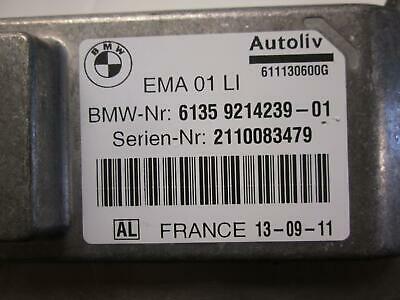 BMW
Autoliv
611130600G
EMA 01 LI
BMW-Nr: 6135 9214239-01
Serien-Nr: 2110083479
AL FRANCE 13-09-11